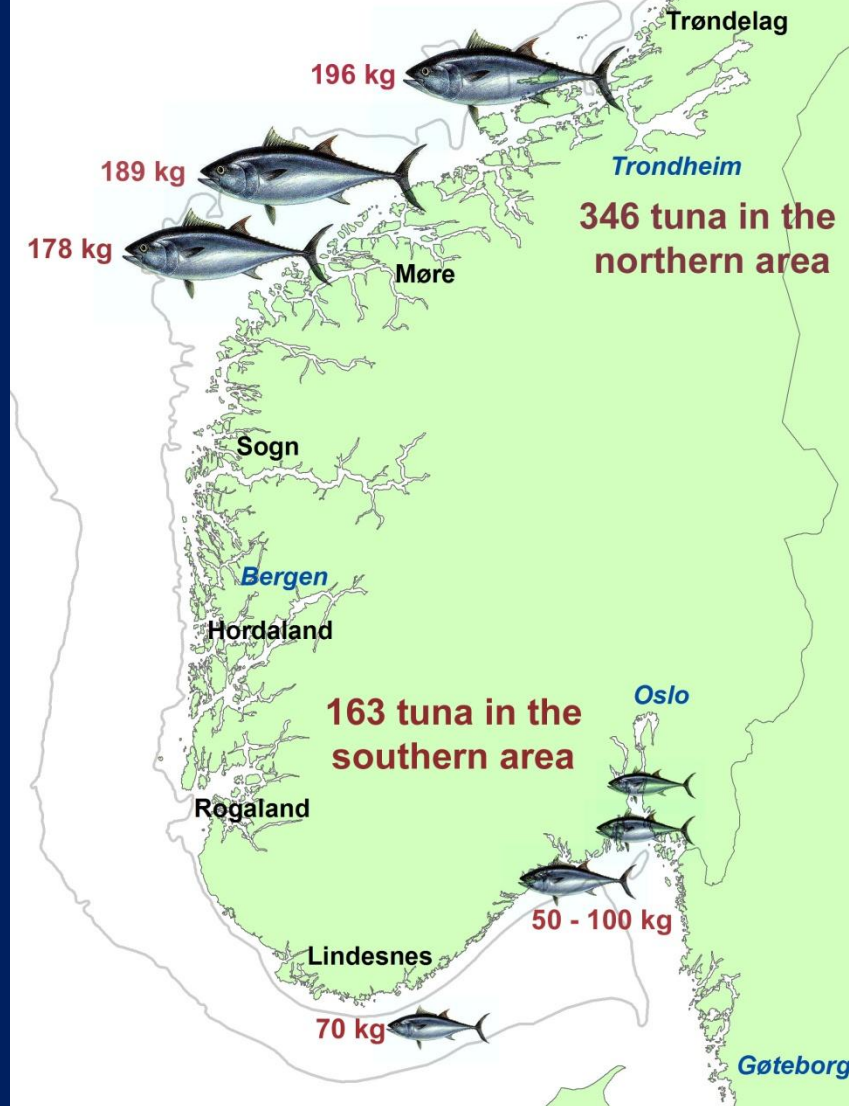 Trøndelag
196 kg
Trondheim
189 kg
346 tuna in the
northern area
178 kg
Møre
Sogn
Bergen
Hordaland
Oslo
163 tuna in the
southern area
Rogaland
50 - 100 kg
Lindesnes
70 kg
Gøteborg